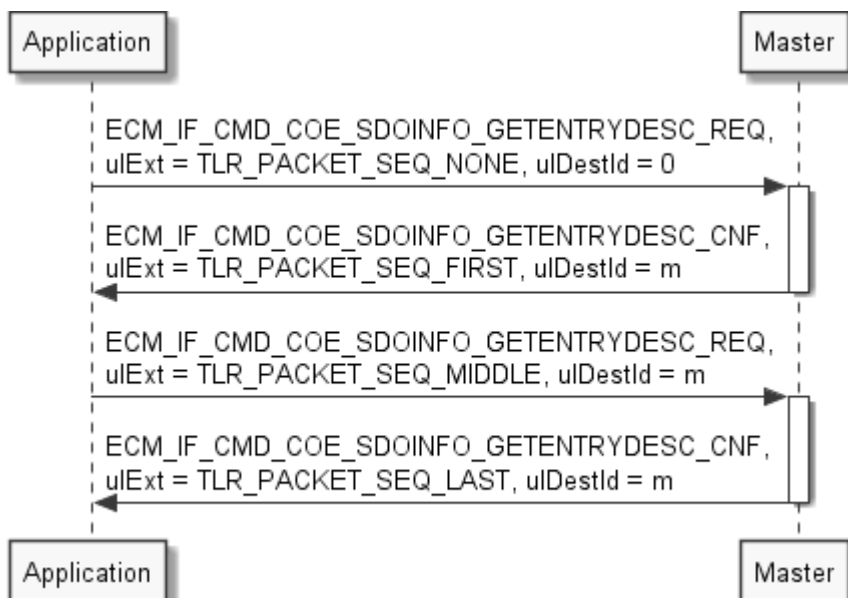 Application
Master
ECM_IF_CMD_COE_SDOINFO_GETENTRYDESC_REQ,
ulExt = TLR_PACKET_SEQ_NONE, ulDestId = 0
ECM_IF_CMD_COE_SDOINFO_GETENTRYDESC_CNF,
ulExt = TLR_PACKET_SEQ_FIRST, ulDestId = m
ECM_IF_CMD_COE_SDOINFO_GETENTRYDESC_REQ,
ulExt = TLR_PACKET_SEQ_MIDDLE, ulDestId = m
ECM_IF_CMD_COE_SDOINFO_GETENTRYDESC_CNF,
ulExt = TLR_PACKET_SEQ_LAST, ulDestId = m
Application
Master